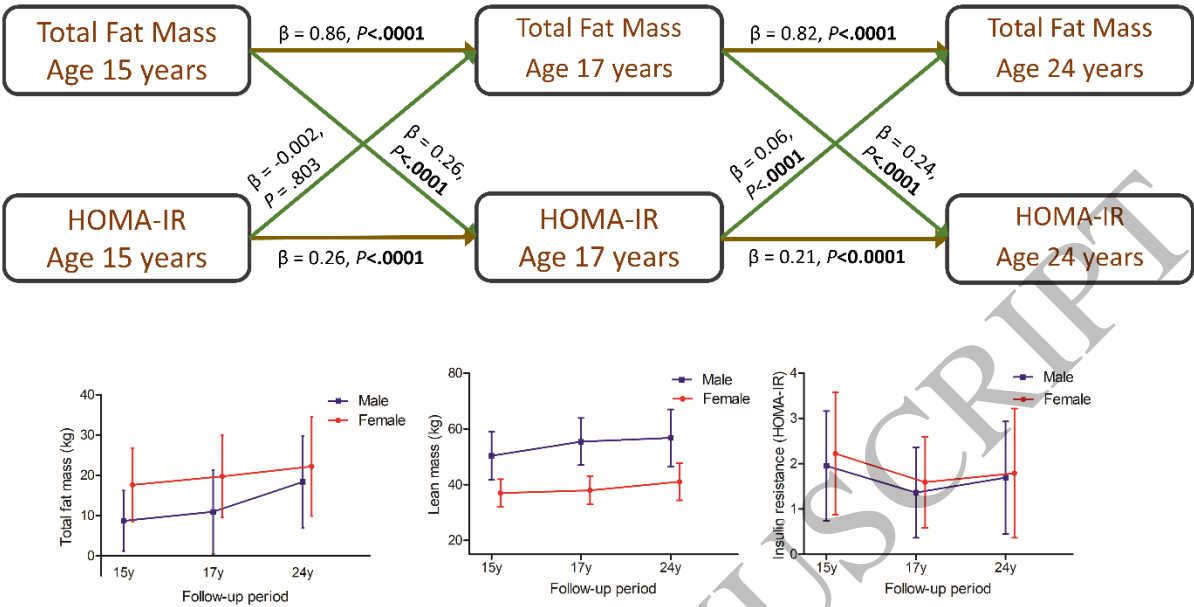 Total Fat Mass
Age 15 years
β = 0.86, P<.0001
Total Fat Mass
Age 17 years
β = 0.82, P<.0001
Total Fat Mass
Age 24 years
β = -0.002,
P = .803
β = 0.26,
P<.0001
β = 0.06,
P<.0001
β = 0.24,
P<.0001
HOMA-IR
Age 15 years
β = 0.26, P<.0001
HOMA-IR
Age 17 years
β = 0.21, P<0.0001
HOMA-IR
Age 24 years
Total fat mass (kg)
40
30
20
10
0
15y
17y
24y
Follow-up period
Male
Female
Lean mass (kg)
80
60
40
20
15y
17y
24y
Follow-up period
Male
Female
Insulin resistance (HOMA-IR)
4
3
2
1
0
15y
17y
24y
Follow-up period
Male
Female
USCRIPT